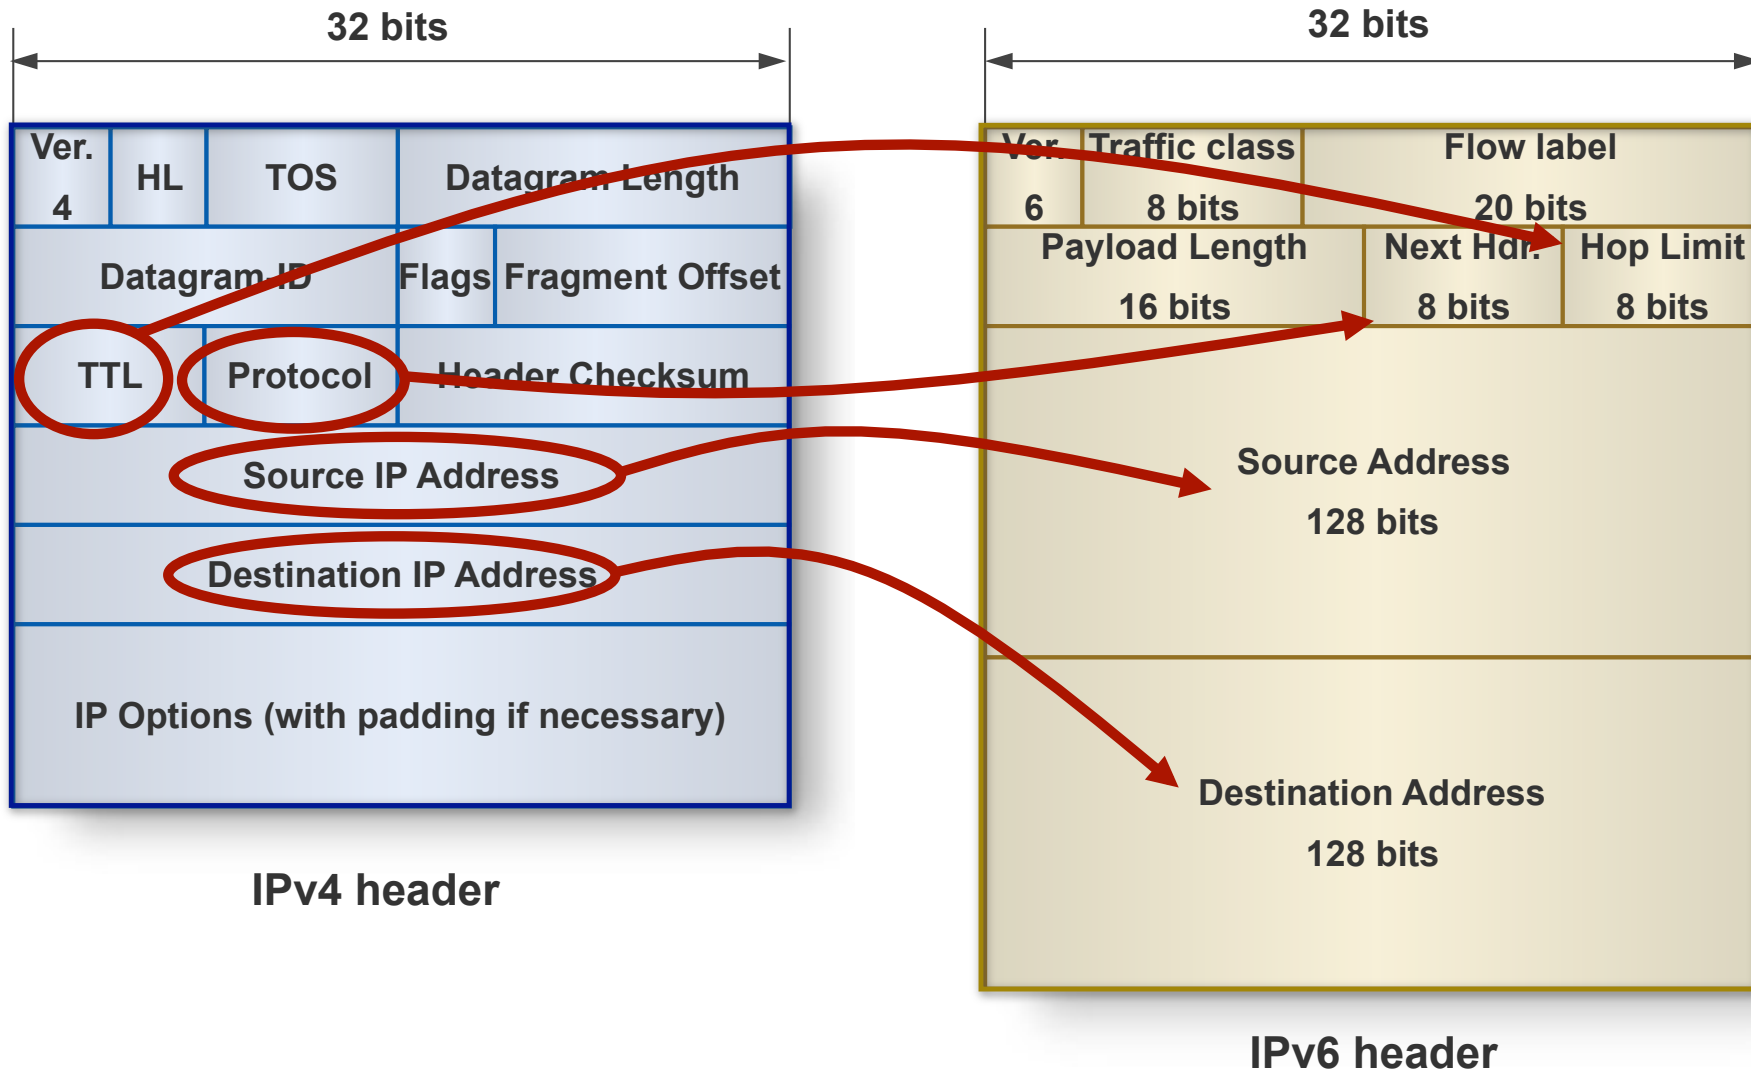 32 bits
32 bits
Ver.
4
HL
TOS
Datagram Length
Datagram ID
Flags
Fragment Offset
TTL
Protocol
Header Checksum
Source IP Address
Destination IP Address
IP Options (with padding if necessary)
IPv4 header
Ver.
6
Traffic class
8 bits
Flow label
20 bits
Payload Length
16 bits
Next Hdr.
8 bits
Hop Limit
8 bits
Source Address
128 bits
Destination Address
128 bits
IPv6 header